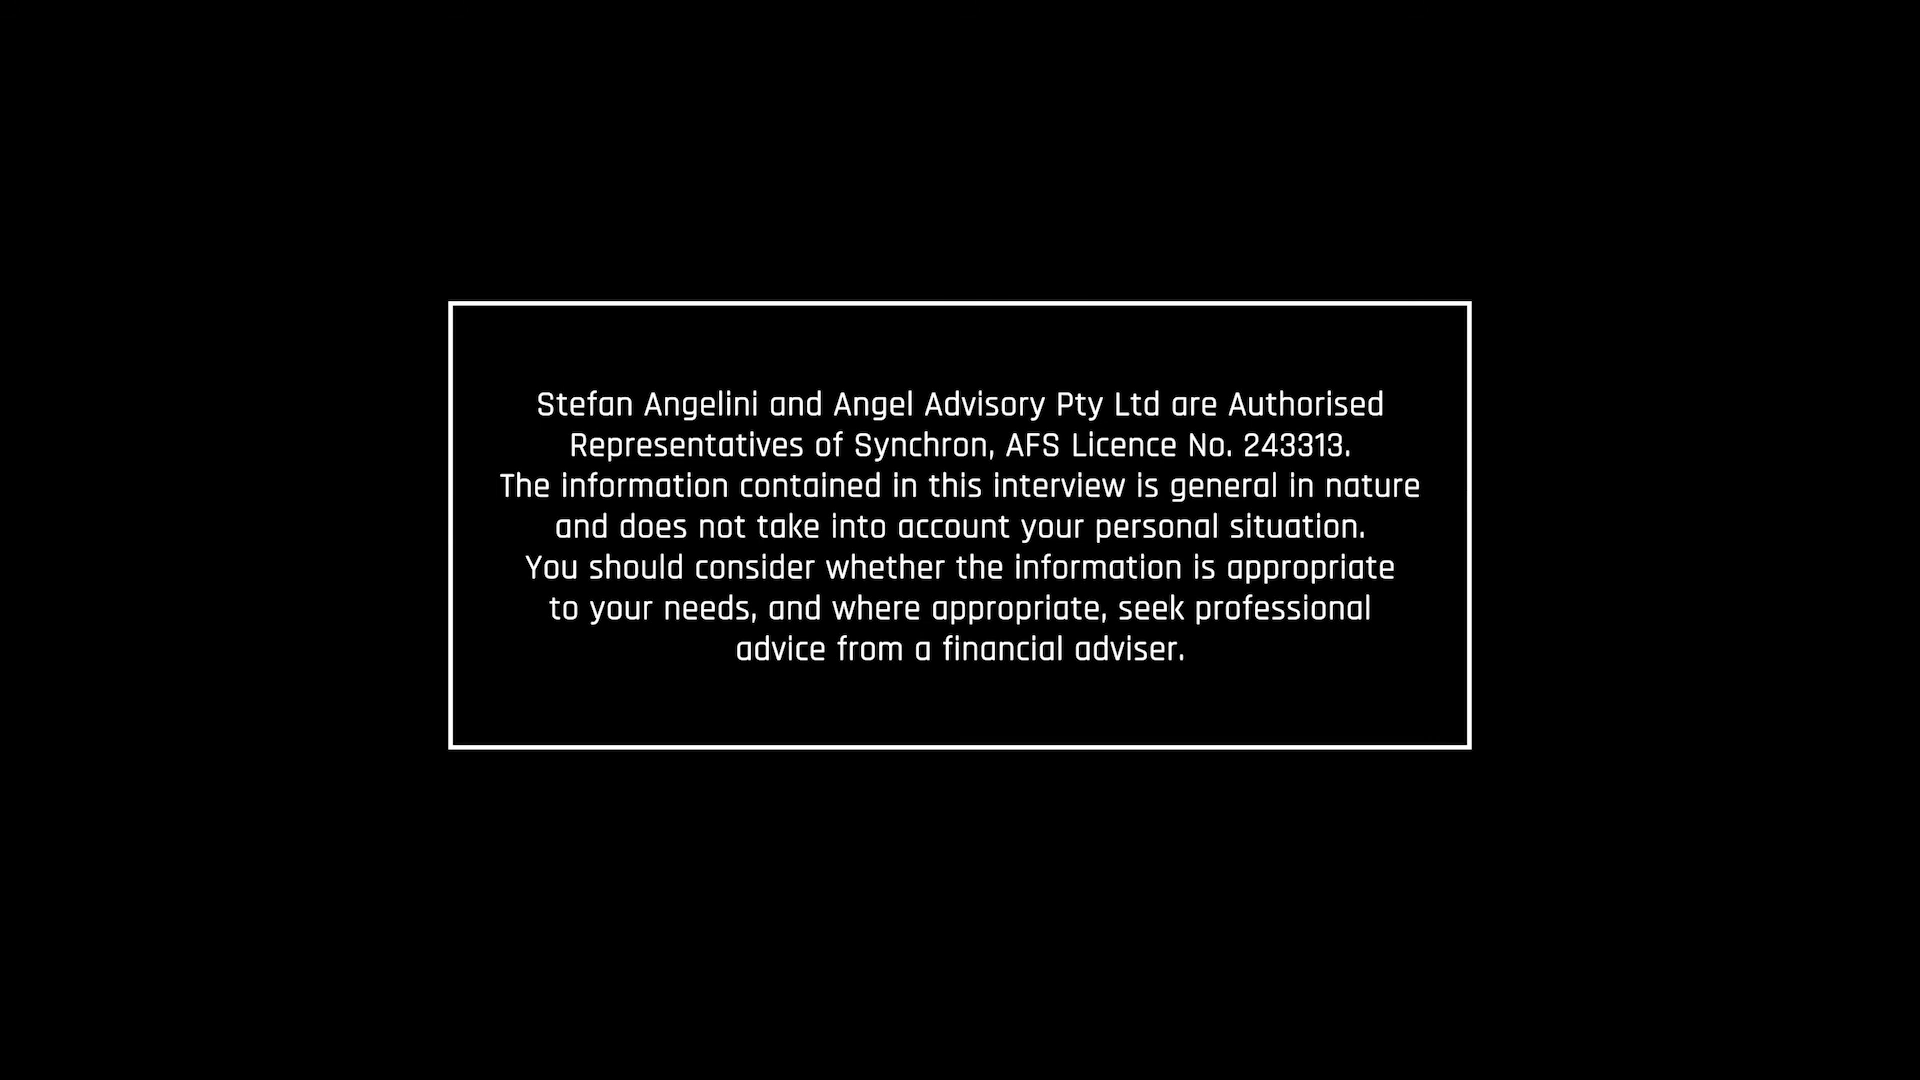 Stefan Angelini and Angel Advisory Pty Ltd are Authorised
Representatives of Synchron, AFS Licence No. 243313.
The information contained in this interview is general in nature
and does not take into account your personal situation.
You should consider whether the information is appropriate
to your needs, and where appropriate, seek professional
advice from a financial adviser.